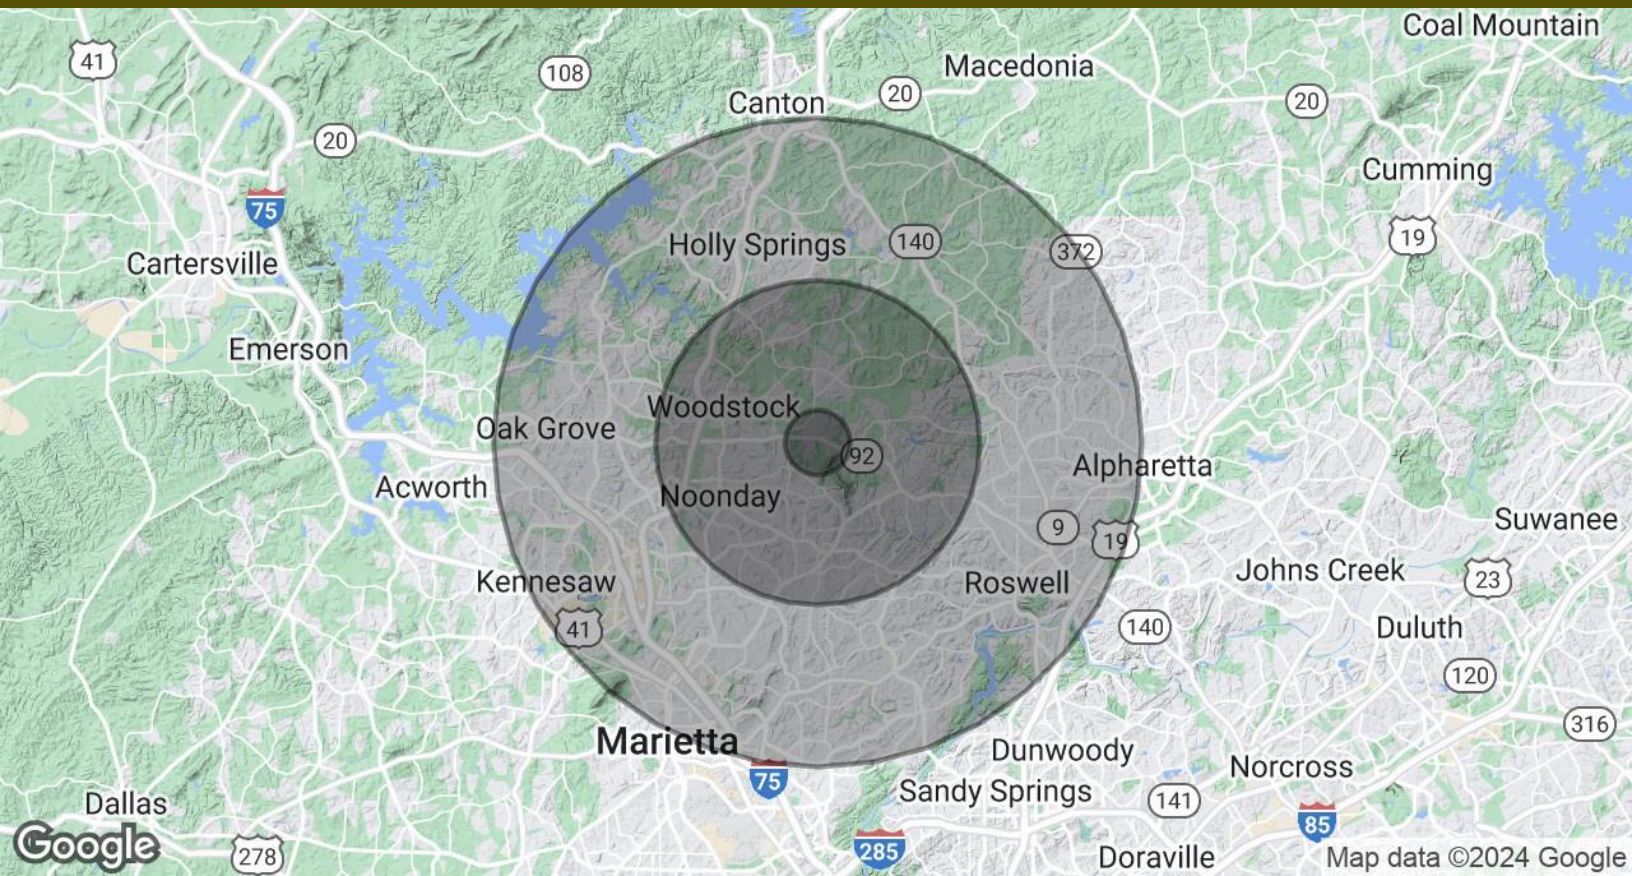 Coal Mountain
41
108
Macedonia
20
Canton
20
20
Cumming
75
19
Holly Springs
140
372
Cartersville
Emerson
Woodstock
Oak Grove
92
Alpharetta
Acworth
Noonday
9
19
Suwanee
Kennesaw
Roswell
Johns Creek
23
41
140
Duluth
120
316
Marietta
Dunwoody
75
Norcross
Sandy Springs
141
Dallas
85
Google
278
285
Doraville
Map data ©2024 Google